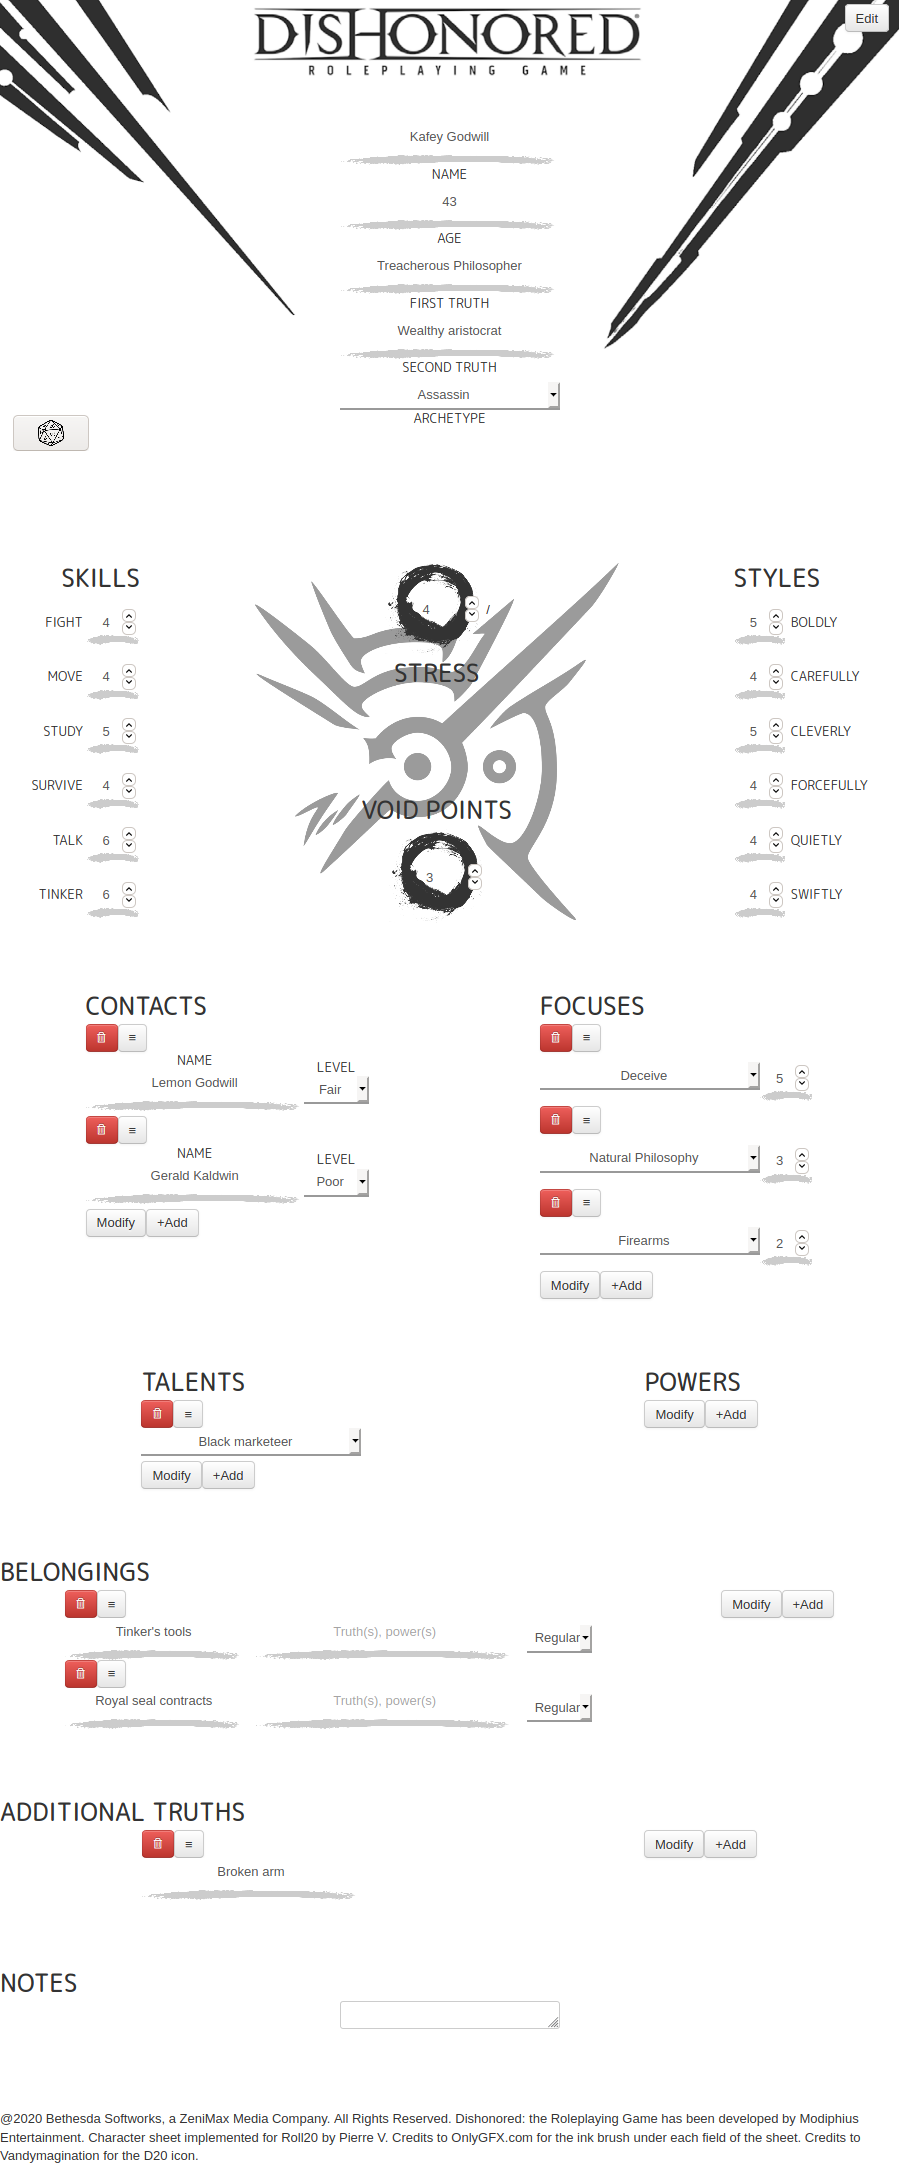 DISHONORED
ROLEPLAYING GAME
Edit
Kafey Godwill
NAME
43
AGE
Treacherous Philosopher
FIRST TRUTH
Wealthy aristocrat
SECOND TRUTH
Assassin
ARCHETYPE
SKILLS
FIGHT 4
MOVE 4
STUDY 5
SURVIVE 4
TALK 6
TINKER 6
4 /
STRESS
VOID POINTS
3
STYLES
5 BOLDLY
4 CAREFULLY
5 CLEVERLY
4 FORCEFULLY
4 QUIETLY
4 SWIFTLY
CONTACTS
NAME LEVEL
Lemon Godwill Fair
NAME LEVEL
Gerald Kaldwin Poor
Modify +Add
FOCUSES
Deceive 5
Natural Philosophy 3
Firearms 2
Modify +Add
TALENTS
Black marketeer
Modify +Add
POWERS
Modify +Add
BELONGINGS
Modify +Add
Tinker's tools Truth(s), power(s) Regular
Royal seal contracts Truth(s), power(s) Regular
ADDITIONAL TRUTHS
Modify +Add
Broken arm
NOTES
@2020 Bethesda Softworks, a ZeniMax Media Company. All Rights Reserved. Dishonored: the Roleplaying Game has been developed by Modiphius
Entertainment. Character sheet implemented for Roll20 by Pierre V. Credits to OnlyGFX.com for the ink brush under each field of the sheet. Credits to
Vandymagination for the D20 icon.